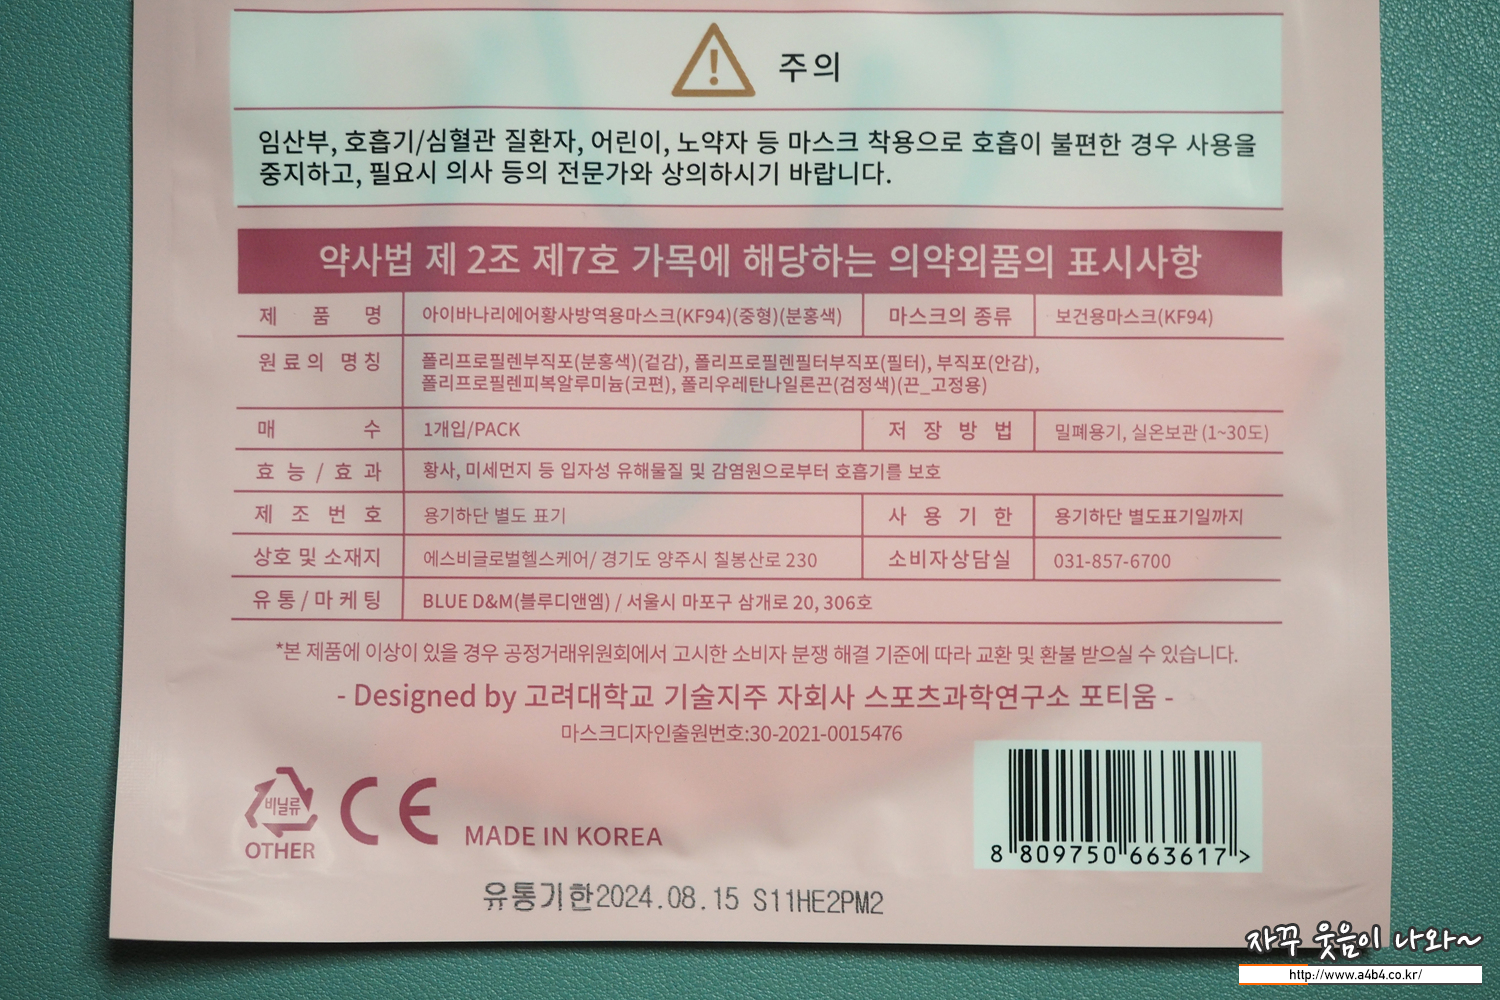 주의
임산부, 호흡기/심혈관 질환자, 어린이, 노약자 등 마스크 착용으로 호흡이 불편한 경우 사용을
중지하고, 필요시 의사 등의 전문가와 상의하시기 바랍니다.
약사법 제 2조 제7호 가목에 해당하는 의약외품의 표시사항
제 품 명 아이바나리에어황사방역용마스크(KF94)(중형)(분홍색) 마스크의 종류 보건용마스크(KF94)
원료의 명칭 폴리프로필렌부직포(분홍색)(겉감), 폴리프로필렌필터부직포(필터), 부직포(안감),
폴리프로필렌피복알루미늄(코편), 폴리우레탄나일론끈(검정색)(끈_고정용)
매 수 1개입/PACK 저 장 방 법 밀폐용기, 실온보관 (1~30도)
효 능 / 효 과 황사, 미세먼지 등 입자성 유해물질 및 감염원으로부터 호흡기를 보호
제 조 번 호 용기하단 별도 표기 사 용 기 한 용기하단 별도표기일까지
상호 및 소재지 에스비글로벌헬스케어/ 경기도 양주시 칠봉산로 230 소비자상담실 031-857-6700
유통/마케팅 BLUE D&M(블루디앤엠) / 서울시 마포구 삼개로 20, 306호
*본 제품에 이상이 있을 경우 공정거래위원회에서 고시한 소비자 분쟁 해결 기준에 따라 교환 및 환불 받으실 수 있습니다.
- Designed by 고려대학교 기술지주 자회사 스포츠과학연구소 포티움 -
마스크디자인출원번호:30-2021-0015476
비닐류
OTHER
CE
MADE IN KOREA
8 809750 663617 >
유통기한2024.08.15 S11HE2PM2
자꾸 웃음이 나와~
http://www.a4b4.co.kr/